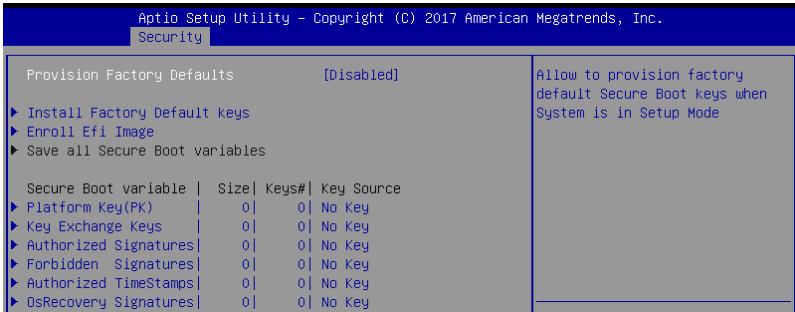 Aptio Setup Utility – Copyright (C) 2017 American Megatrends, Inc.
Security
Provision Factory Defaults [Disabled]
Install Factory Default keys
Enroll Efi Image
Save all Secure Boot variables
Secure Boot variable | Size| Keys#| Key Source
Platform Key(PK) | 0| 0| No Key
Key Exchange Keys | 0| 0| No Key
Authorized Signatures| 0| 0| No Key
Forbidden Signatures| 0| 0| No Key
Authorized TimeStamps| 0| 0| No Key
OsRecovery Signatures| 0| 0| No Key
Allow to provision factory
default Secure Boot keys when
System is in Setup Mode